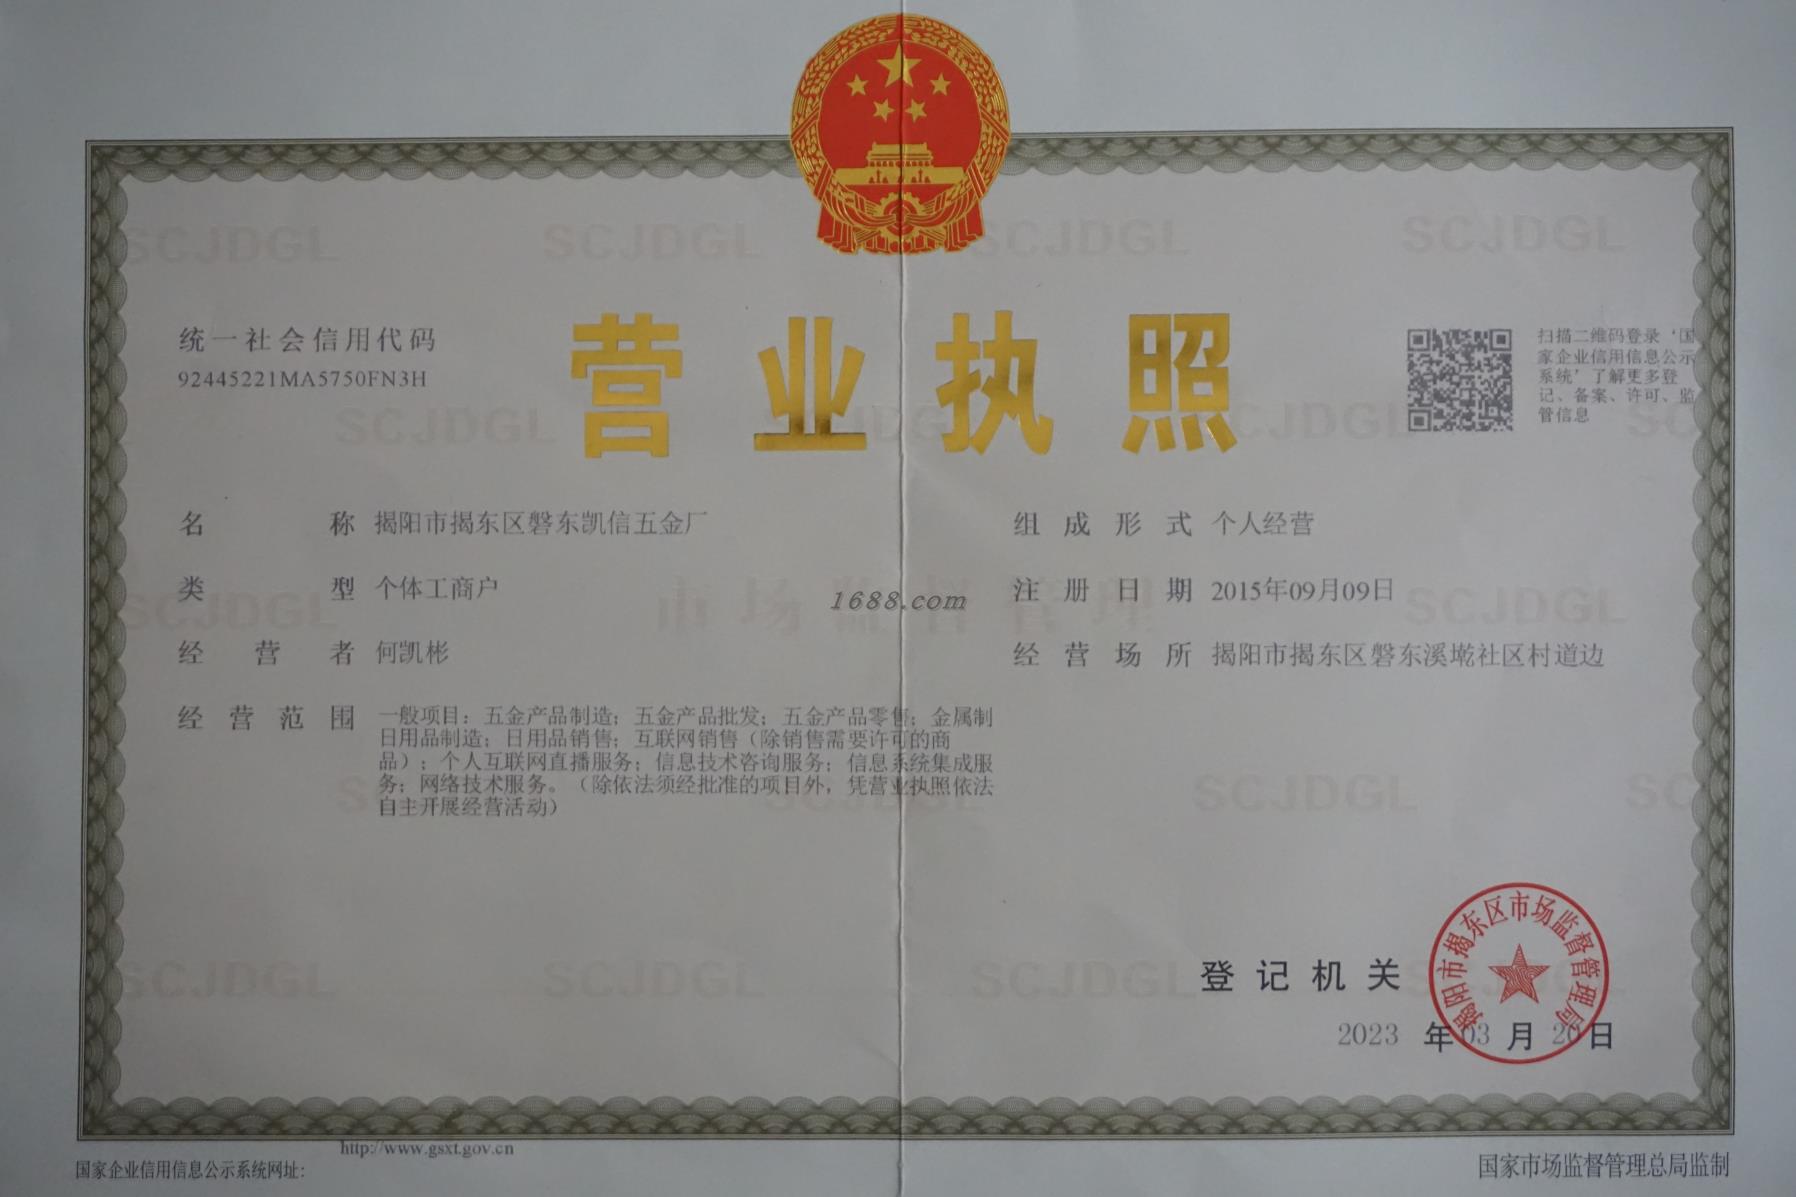 统一社会信用代码
92445221MA5750FN3H
营业执照
扫描二维码登录‘国
家企业信用信息公示
系统’了解更多登
记、备案、许可、监
管信息
名称 揭阳市揭东区磐东凯信五金厂
组成形式 个人经营
类型 个体工商户
注册日期 2015年09月09日
经营者 何凯彬
经营场所 揭阳市揭东区磐东溪墘社区村道边
经营范围 一般项目：五金产品制造；五金产品批发；五金产品零售；金属制
日用品制造；日用品销售；互联网销售（除销售需要许可的商
品）；个人互联网直播服务；信息技术咨询服务；信息系统集成服
务；网络技术服务。（除依法须经批准的项目外，凭营业执照依法
自主开展经营活动）
1688.com
市场监督管理
SCJDGL
登记机关
揭阳市揭东区市场监督管理局
2023 年 03 月 20 日
http://www.gsxt.gov.cn
国家企业信用信息公示系统网址：
国家市场监督管理总局监制